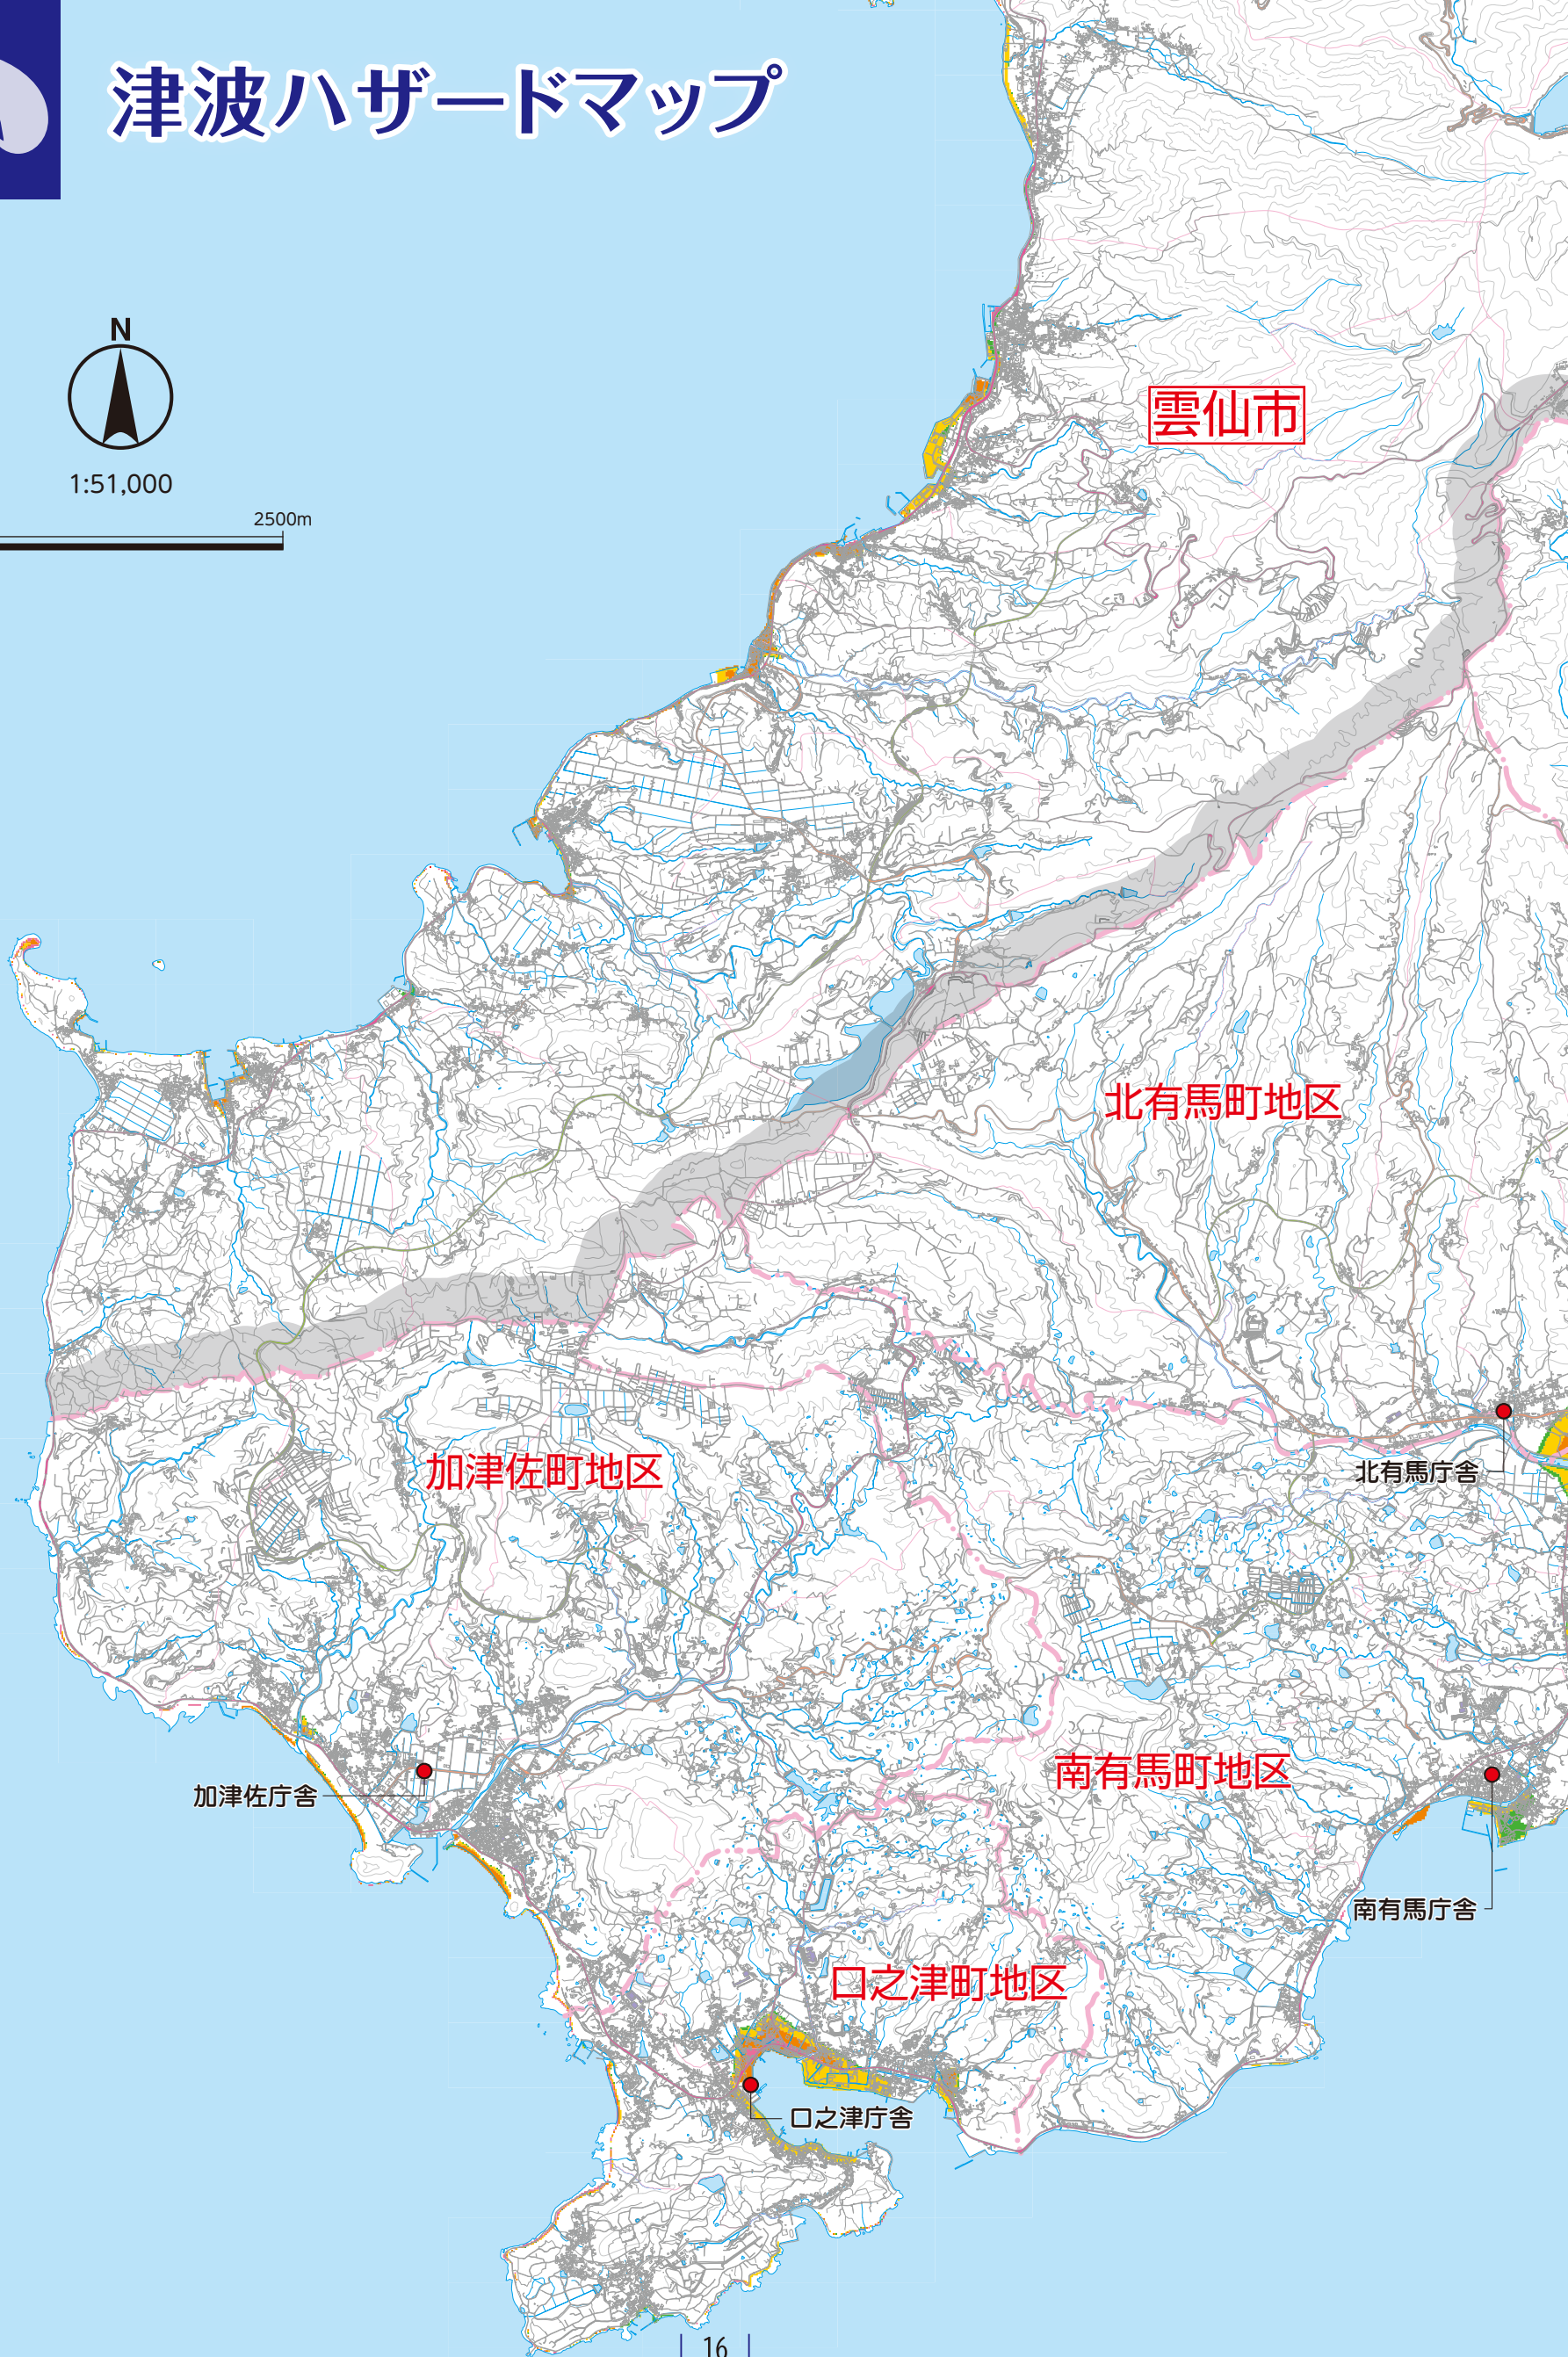 津波ハザードマップ
N
1:51,000
2500m
雲仙市
北有馬町地区
加津佐町地区
北有馬庁舎
南有馬町地区
加津佐庁舎
南有馬庁舎
口之津町地区
口之津庁舎
16